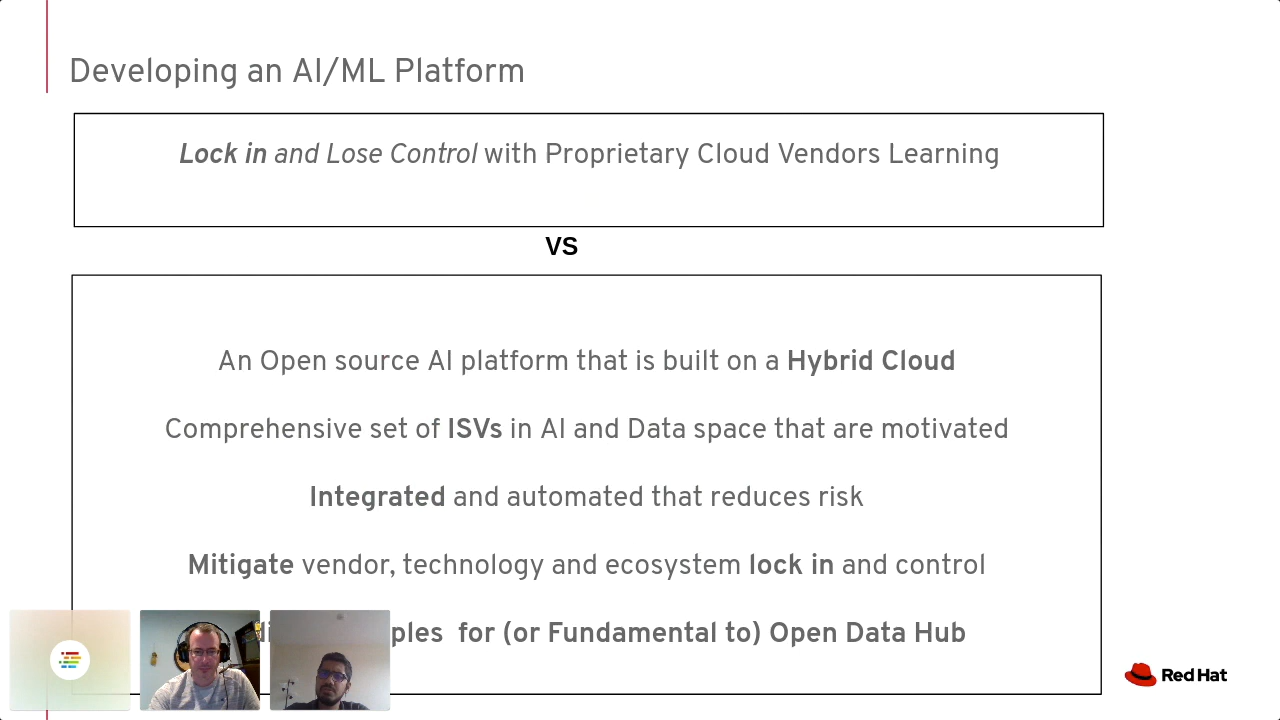 Developing an AI/ML Platform
Lock in and Lose Control with Proprietary Cloud Vendors Learning
VS
An Open source AI platform that is built on a Hybrid Cloud
Comprehensive set of ISVs in AI and Data space that are motivated
Integrated and automated that reduces risk
Mitigate vendor, technology and ecosystem lock in and control
for (or Fundamental to) Open Data Hub
Red Hat